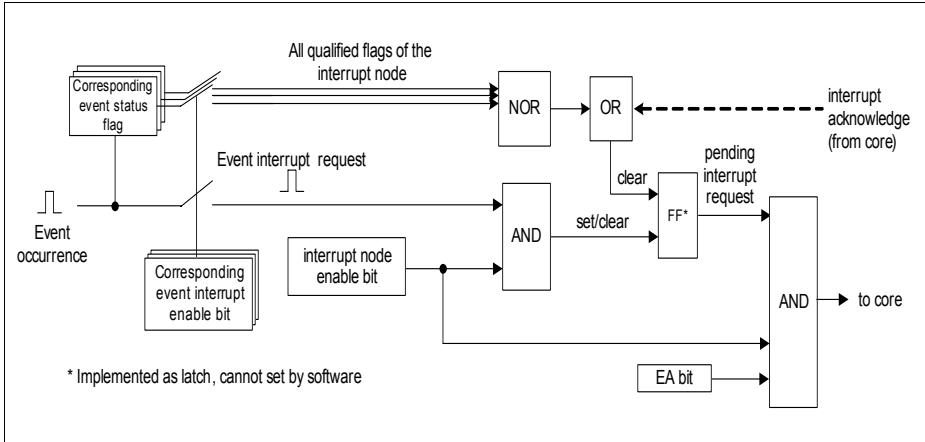 All qualified flags of the
interrupt node
Corresponding
event status
flag
NOR
OR
interrupt
acknowledge
(from core)
Event interrupt request
clear
pending
interrupt
request
Event
occurrence
AND
set/clear
FF*
interrupt node
enable bit
Corresponding
event interrupt
enable bit
AND
to core
* Implemented as latch, cannot set by software
EA bit